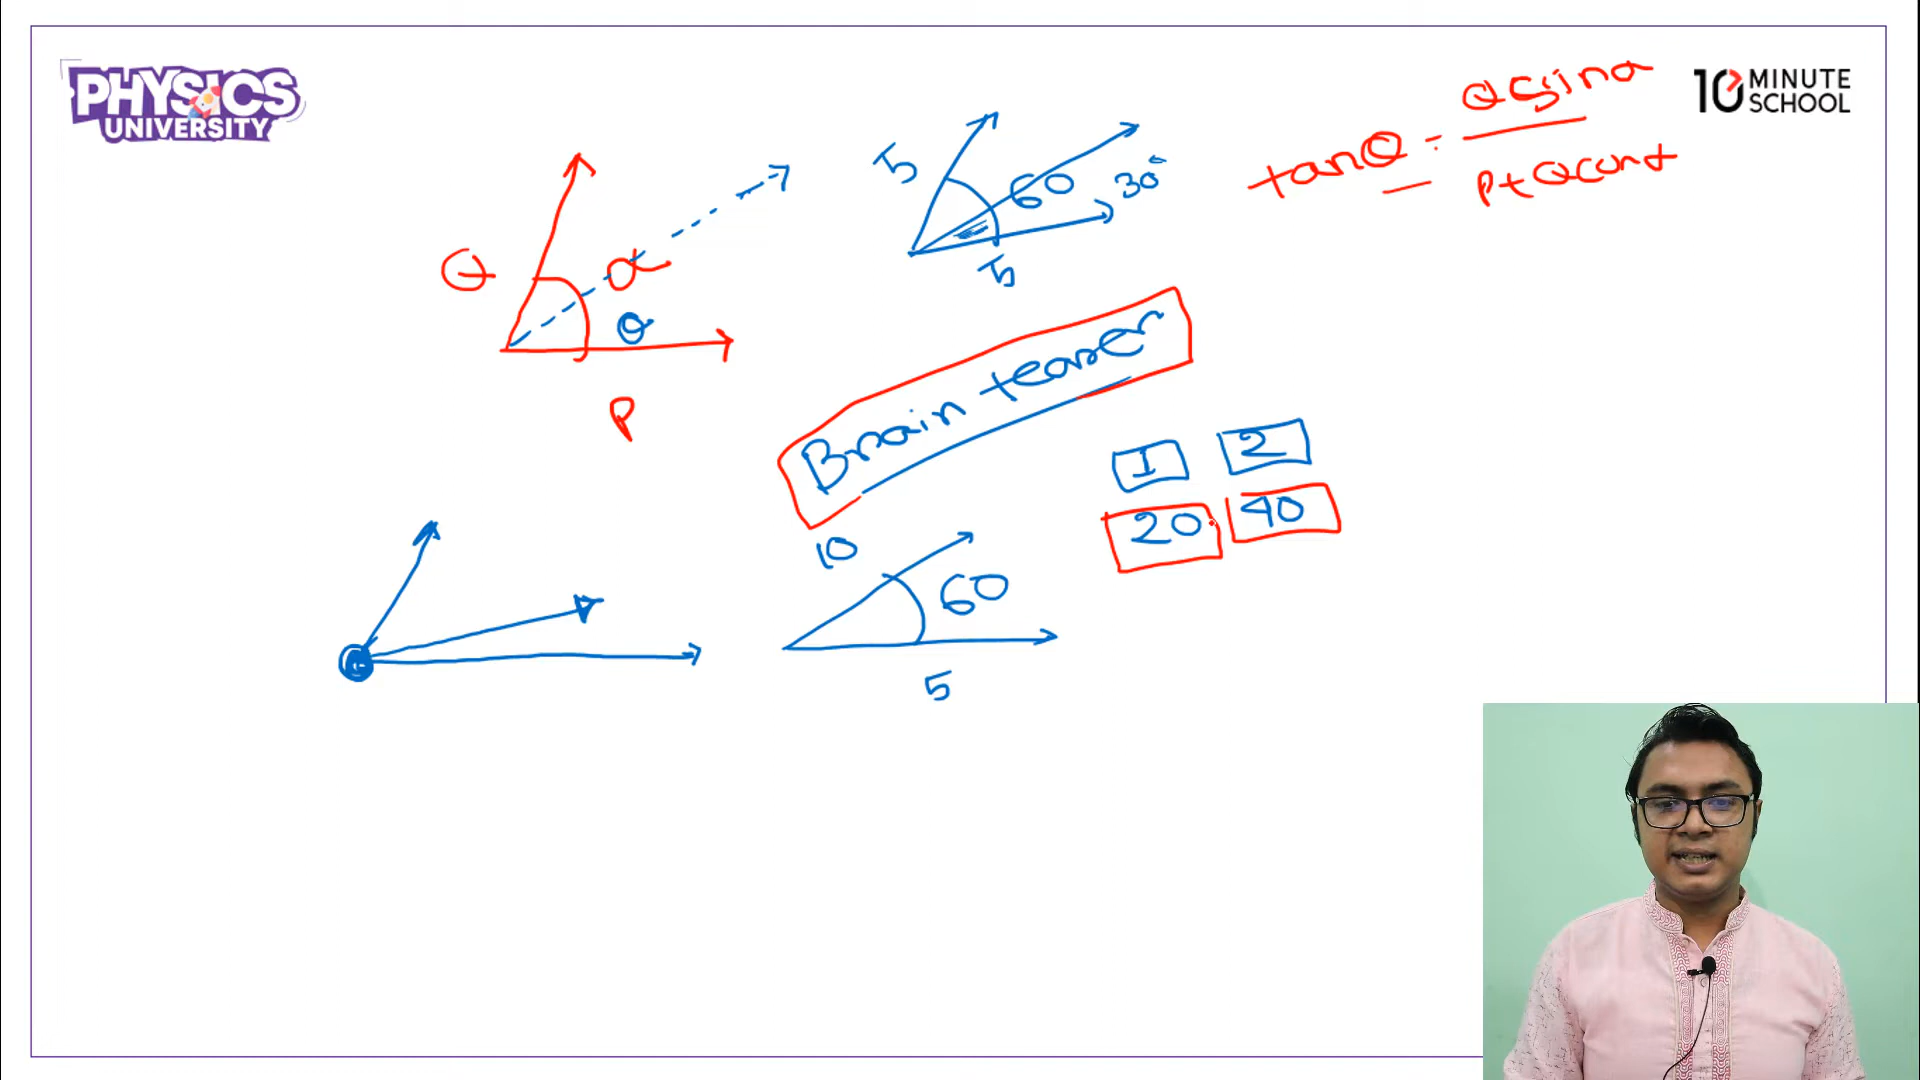 PHYSICS
UNIVERSITY
10 MINUTE
SCHOOL
tanθ = Qsinα
P+Qcosα
Q
α
θ
P
5
60
30°
5
Brain teaser
1 2
20 40
10
60
5